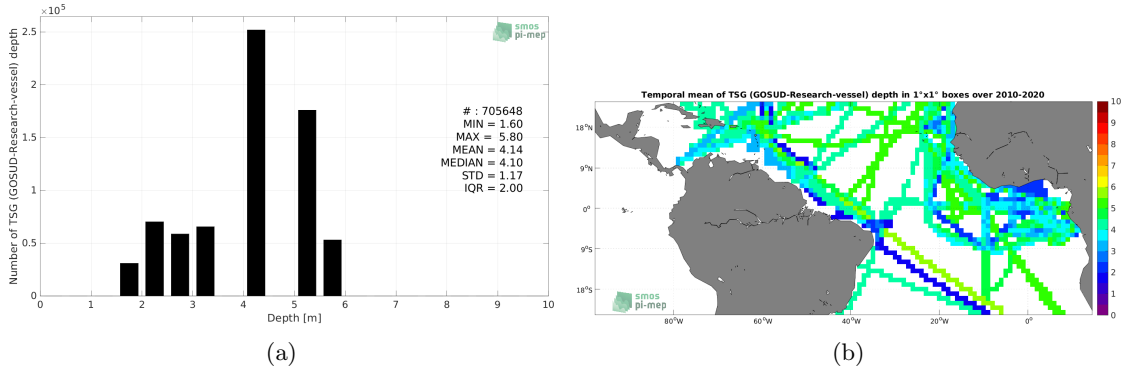 ×10⁵
2.5
2
1.5
1
0.5
0
0 1 2 3 4 5 6 7 8 9 10
Number of TSG (GOSUD-Research-vessel) depth
Depth [m]
smos
pi-mep
# : 705648
MIN = 1.60
MAX = 5.80
MEAN = 4.14
MEDIAN = 4.10
STD = 1.17
IQR = 2.00
(a)
Temporal mean of TSG (GOSUD-Research-vessel) depth in 1°x1° boxes over 2010-2020
18°N
9°N
0°
9°S
18°S
80°W 60°W 40°W 20°W 0°
smos
pi-mep
10
9
8
7
6
5
4
3
2
1
0
(b)